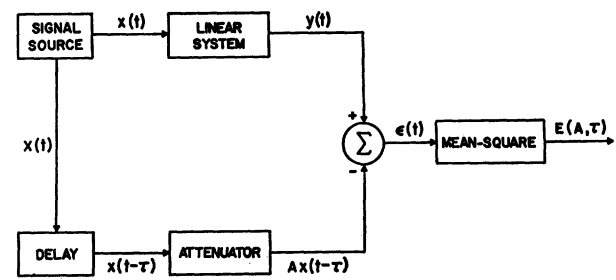 SIGNAL
SOURCE
x(t)
LINEAR
SYSTEM
y(t)
x(t)
+
Σ
-
ϵ(t)
MEAN-SQUARE
E(A,τ)
DELAY
x(t-τ)
ATTENUATOR
Ax(t-τ)